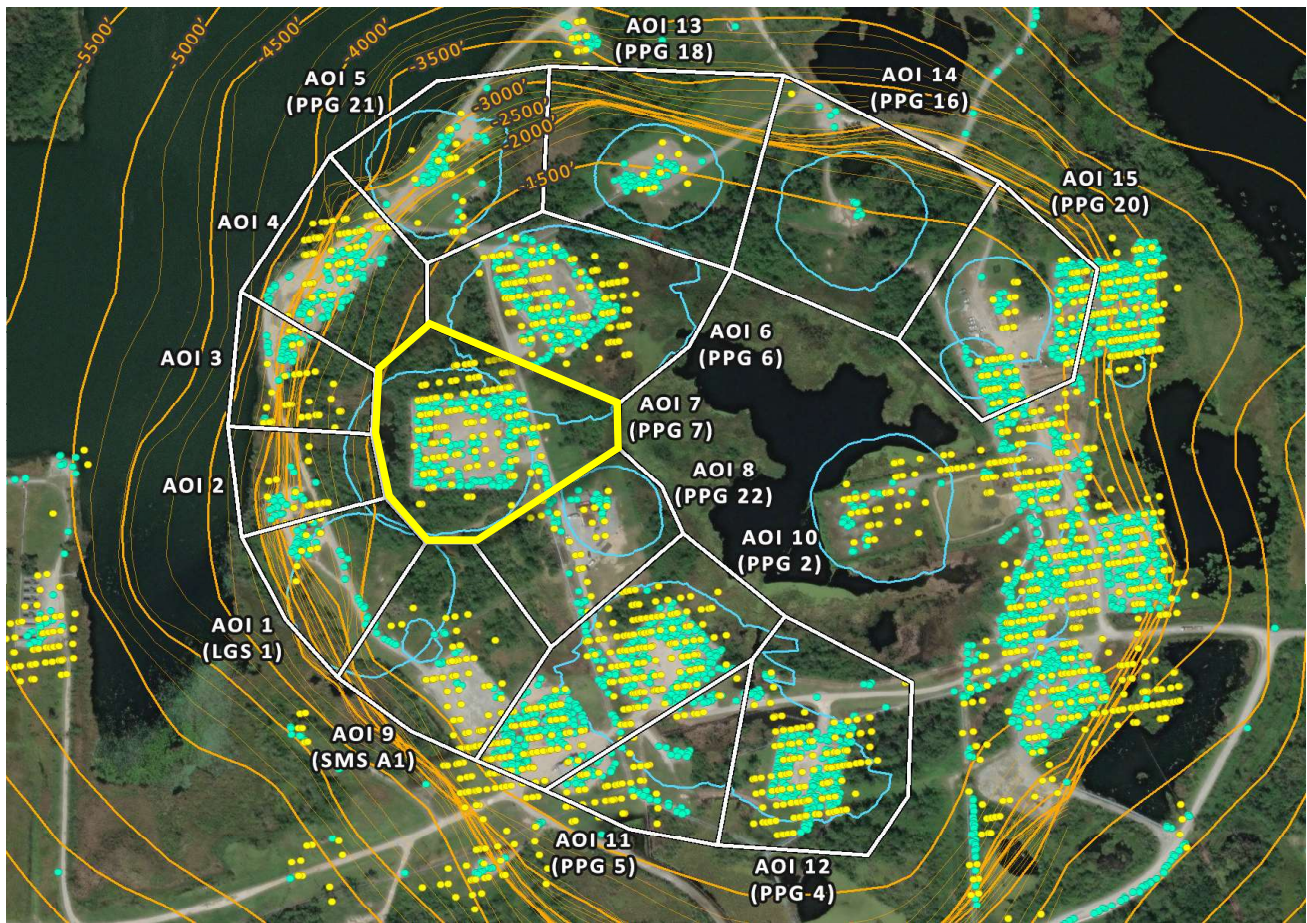 -5500'
-5000'
-4500'
-4000'
-3500'
-3000'
-2500'
-2000'
-1500'
AOI 13
(PPG 18)
AOI 5
(PPG 21)
AOI 14
(PPG 16)
AOI 15
(PPG 20)
AOI 4
AOI 3
AOI 6
(PPG 6)
AOI 7
(PPG 7)
AOI 2
AOI 8
(PPG 22)
AOI 10
(PPG 2)
AOI 1
(LGS 1)
AOI 9
(SMS A1)
AOI 11
(PPG 5)
AOI 12
(PPG 4)